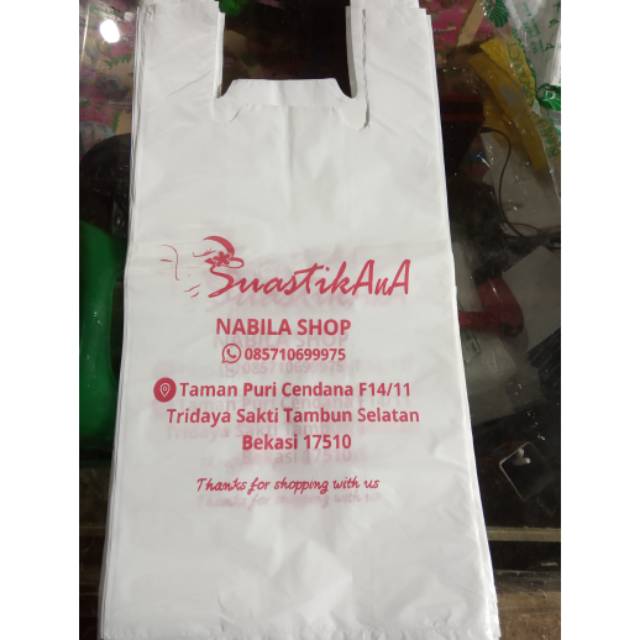 SuastikAnA
NABILA SHOP
085710699975
Taman Puri Cendana F14/11
Tridaya Sakti Tambun Selatan
Bekasi 17510
Thanks for shopping with us